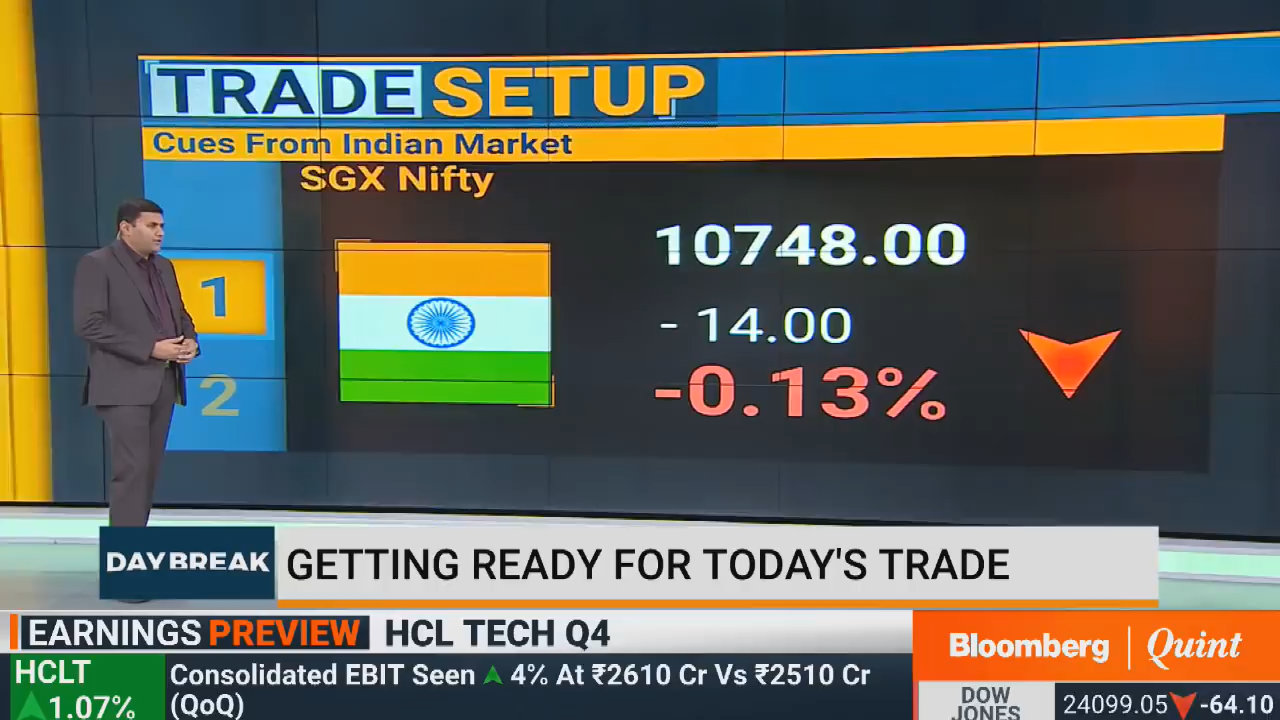 TRADE SETUP
Cues From Indian Market
SGX Nifty
1
2
10748.00
- 14.00
-0.13%
DAYBREAK
GETTING READY FOR TODAY'S TRADE
EARNINGS PREVIEW HCL TECH Q4
HCLT
1.07%
Consolidated EBIT Seen ▲ 4% At ₹2610 Cr Vs ₹2510 Cr
(QoQ)
Bloomberg | Quint
DOW
JONES
24099.05 ▼ -64.10